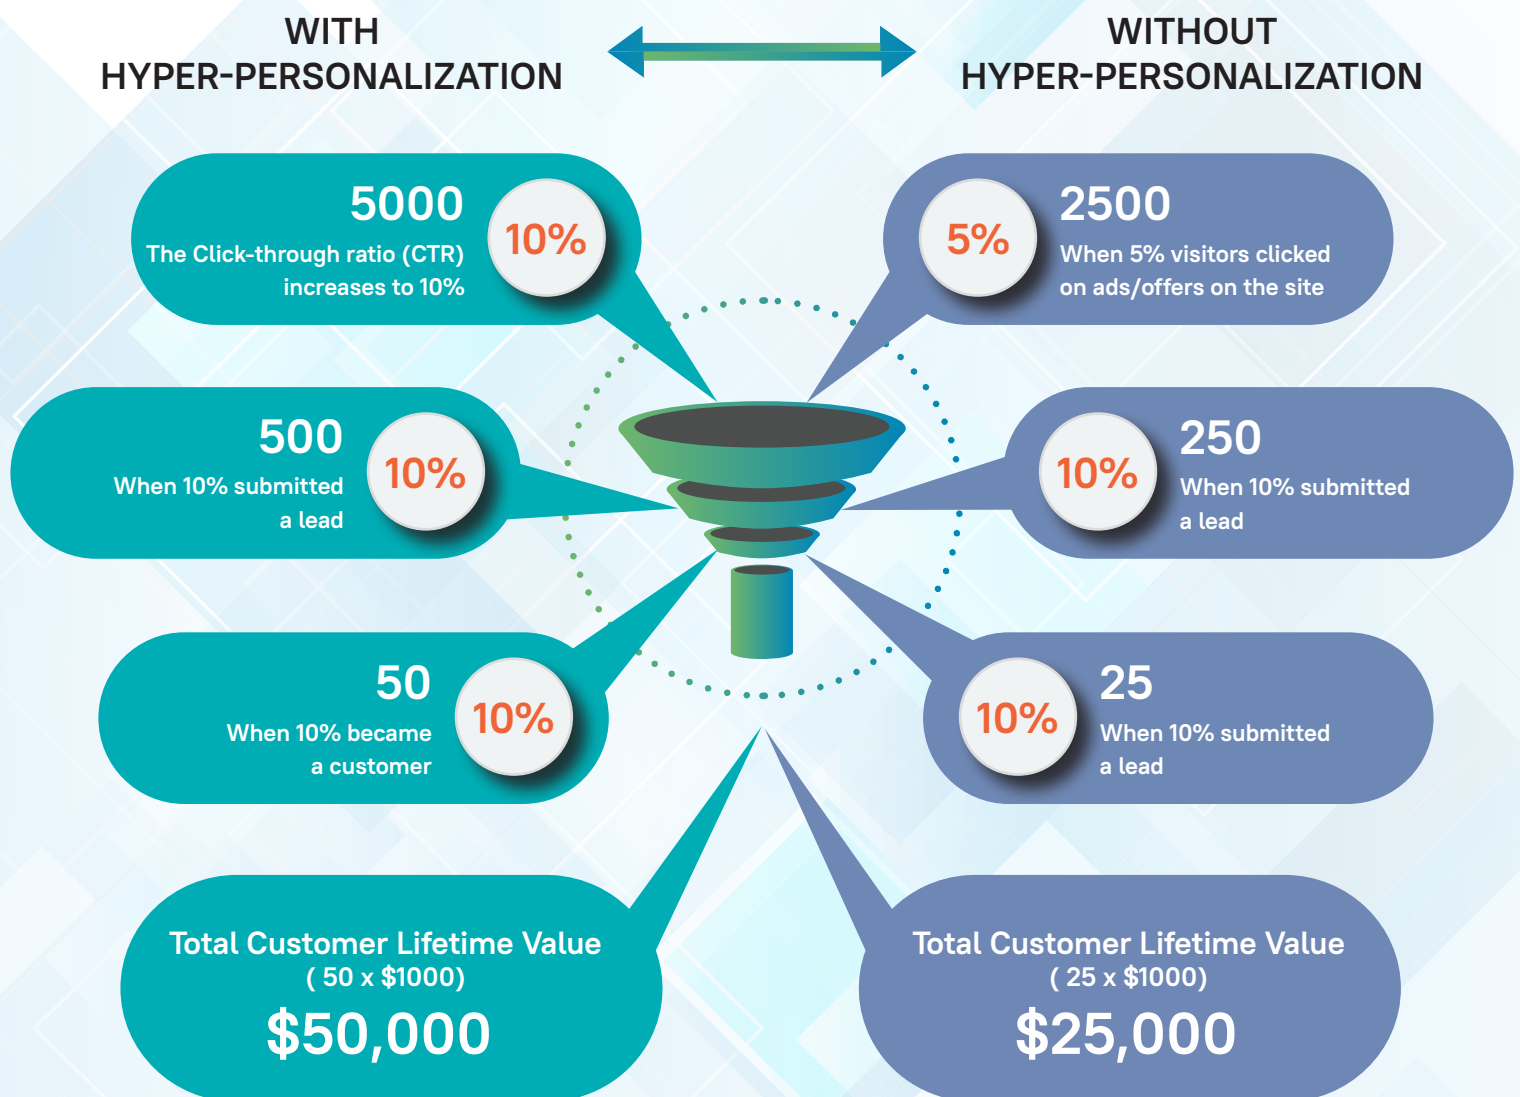 WITH
HYPER-PERSONALIZATION
WITHOUT
HYPER-PERSONALIZATION
5000
The Click-through ratio (CTR)
increases to 10%
10%
5%
2500
When 5% visitors clicked
on ads/offers on the site
500
When 10% submitted
a lead
10%
10%
250
When 10% submitted
a lead
50
When 10% became
a customer
10%
10%
25
When 10% submitted
a lead
Total Customer Lifetime Value
( 50 x $1000)
$50,000
Total Customer Lifetime Value
( 25 x $1000)
$25,000